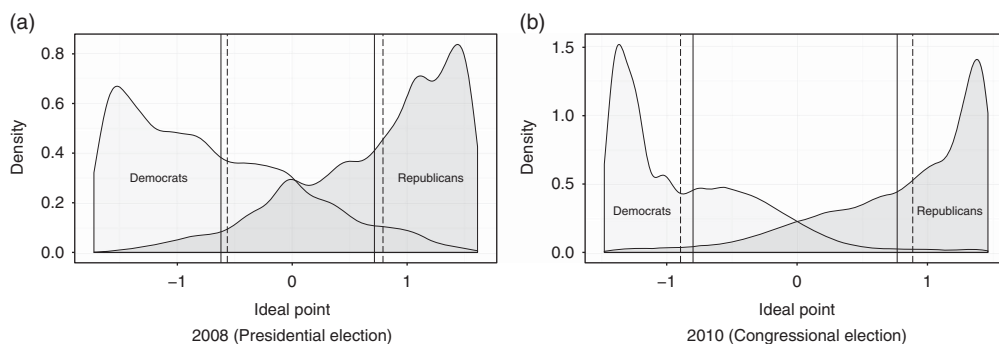 (a)
0.8
0.6
0.4
0.2
0.0
Density
Democrats
Republicans
−1
0
1
Ideal point
2008 (Presidential election)
(b)
1.5
1.0
0.5
0.0
Density
Democrats
Republicans
−1
0
1
Ideal point
2010 (Congressional election)